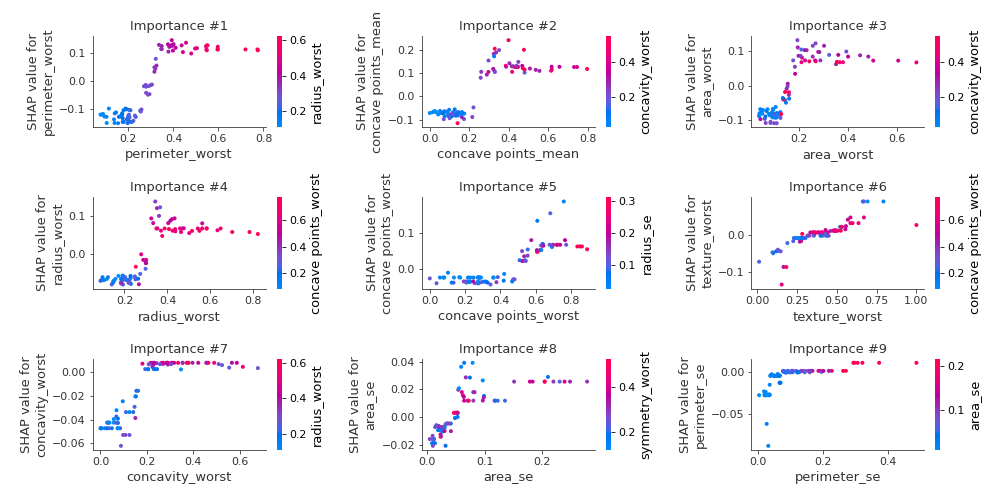 Importance #1
SHAP value for
perimeter_worst
0.1
0.0
−0.1
0.2 0.4 0.6 0.8
perimeter_worst
0.6
0.4
0.2
radius_worst
Importance #2
SHAP value for
concave points_mean
0.2
0.1
0.0
−0.1
0.0 0.2 0.4 0.6 0.8
concave points_mean
0.4
0.2
concavity_worst
Importance #3
SHAP value for
area_worst
0.1
0.0
−0.1
0.2 0.4 0.6
area_worst
0.4
0.2
concavity_worst
Importance #4
SHAP value for
radius_worst
0.1
0.0
0.2 0.4 0.6 0.8
radius_worst
0.6
0.4
0.2
concave points_worst
Importance #5
SHAP value for
concave points_worst
0.1
0.0
0.0 0.2 0.4 0.6 0.8
concave points_worst
0.3
0.2
0.1
radius_se
Importance #6
SHAP value for
texture_worst
0.0
−0.1
0.00 0.25 0.50 0.75 1.00
texture_worst
0.6
0.4
0.2
concave points_worst
Importance #7
SHAP value for
concavity_worst
0.00
−0.02
−0.04
−0.06
0.0 0.2 0.4 0.6
concavity_worst
0.6
0.4
0.2
radius_worst
Importance #8
SHAP value for
area_se
0.04
0.02
0.00
−0.02
0.0 0.1 0.2
area_se
0.4
0.2
symmetry_worst
Importance #9
SHAP value for
perimeter_se
0.00
−0.05
0.0 0.2 0.4
perimeter_se
0.2
0.1
area_se